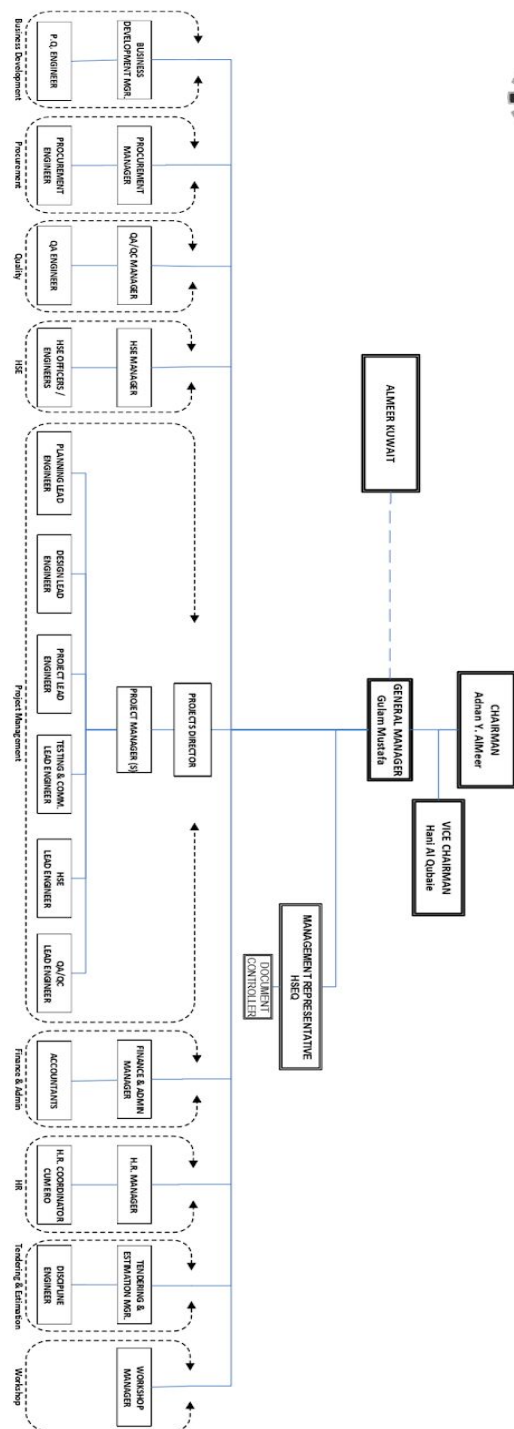 CHAIRMAN
Adnan Y. AlMeer
VICE CHAIRMAN
Hani Al Qubaie
GENERAL MANAGER
Gulam Mustafa
ALMEER KUWAIT
MANAGEMENT REPRESENTATIVE
HSEQ
DOCUMENT
CONTROLLER
BUSINESS
DEVELOPMENT MGR.
P.Q. ENGINEER
Business Development
PROCUREMENT
MANAGER
PROCUREMENT
ENGINEER
Procurement
QA/QC MANAGER
QA ENGINEER
Quality
HSE MANAGER
HSE OFFICERS /
ENGINEERS
HSE
PROJECTS DIRECTOR
PROJECT MANAGER (S)
PLANNING LEAD
ENGINEER
DESIGN LEAD
ENGINEER
PROJECT LEAD
ENGINEER
TESTING & COMM.
LEAD ENGINEER
HSE
LEAD ENGINEER
QA/QC
LEAD ENGINEER
Project Management
FINANCE & ADMIN
MANAGER
ACCOUNTANTS
Finance & Admin
H.R. MANAGER
H.R. COORDINATOR
CUM ERO
HR
TENDERING &
ESTIMATION MGR.
DISCIPLINE
ENGINEER
Tendering & Estimation
WORKSHOP
MANAGER
Workshop